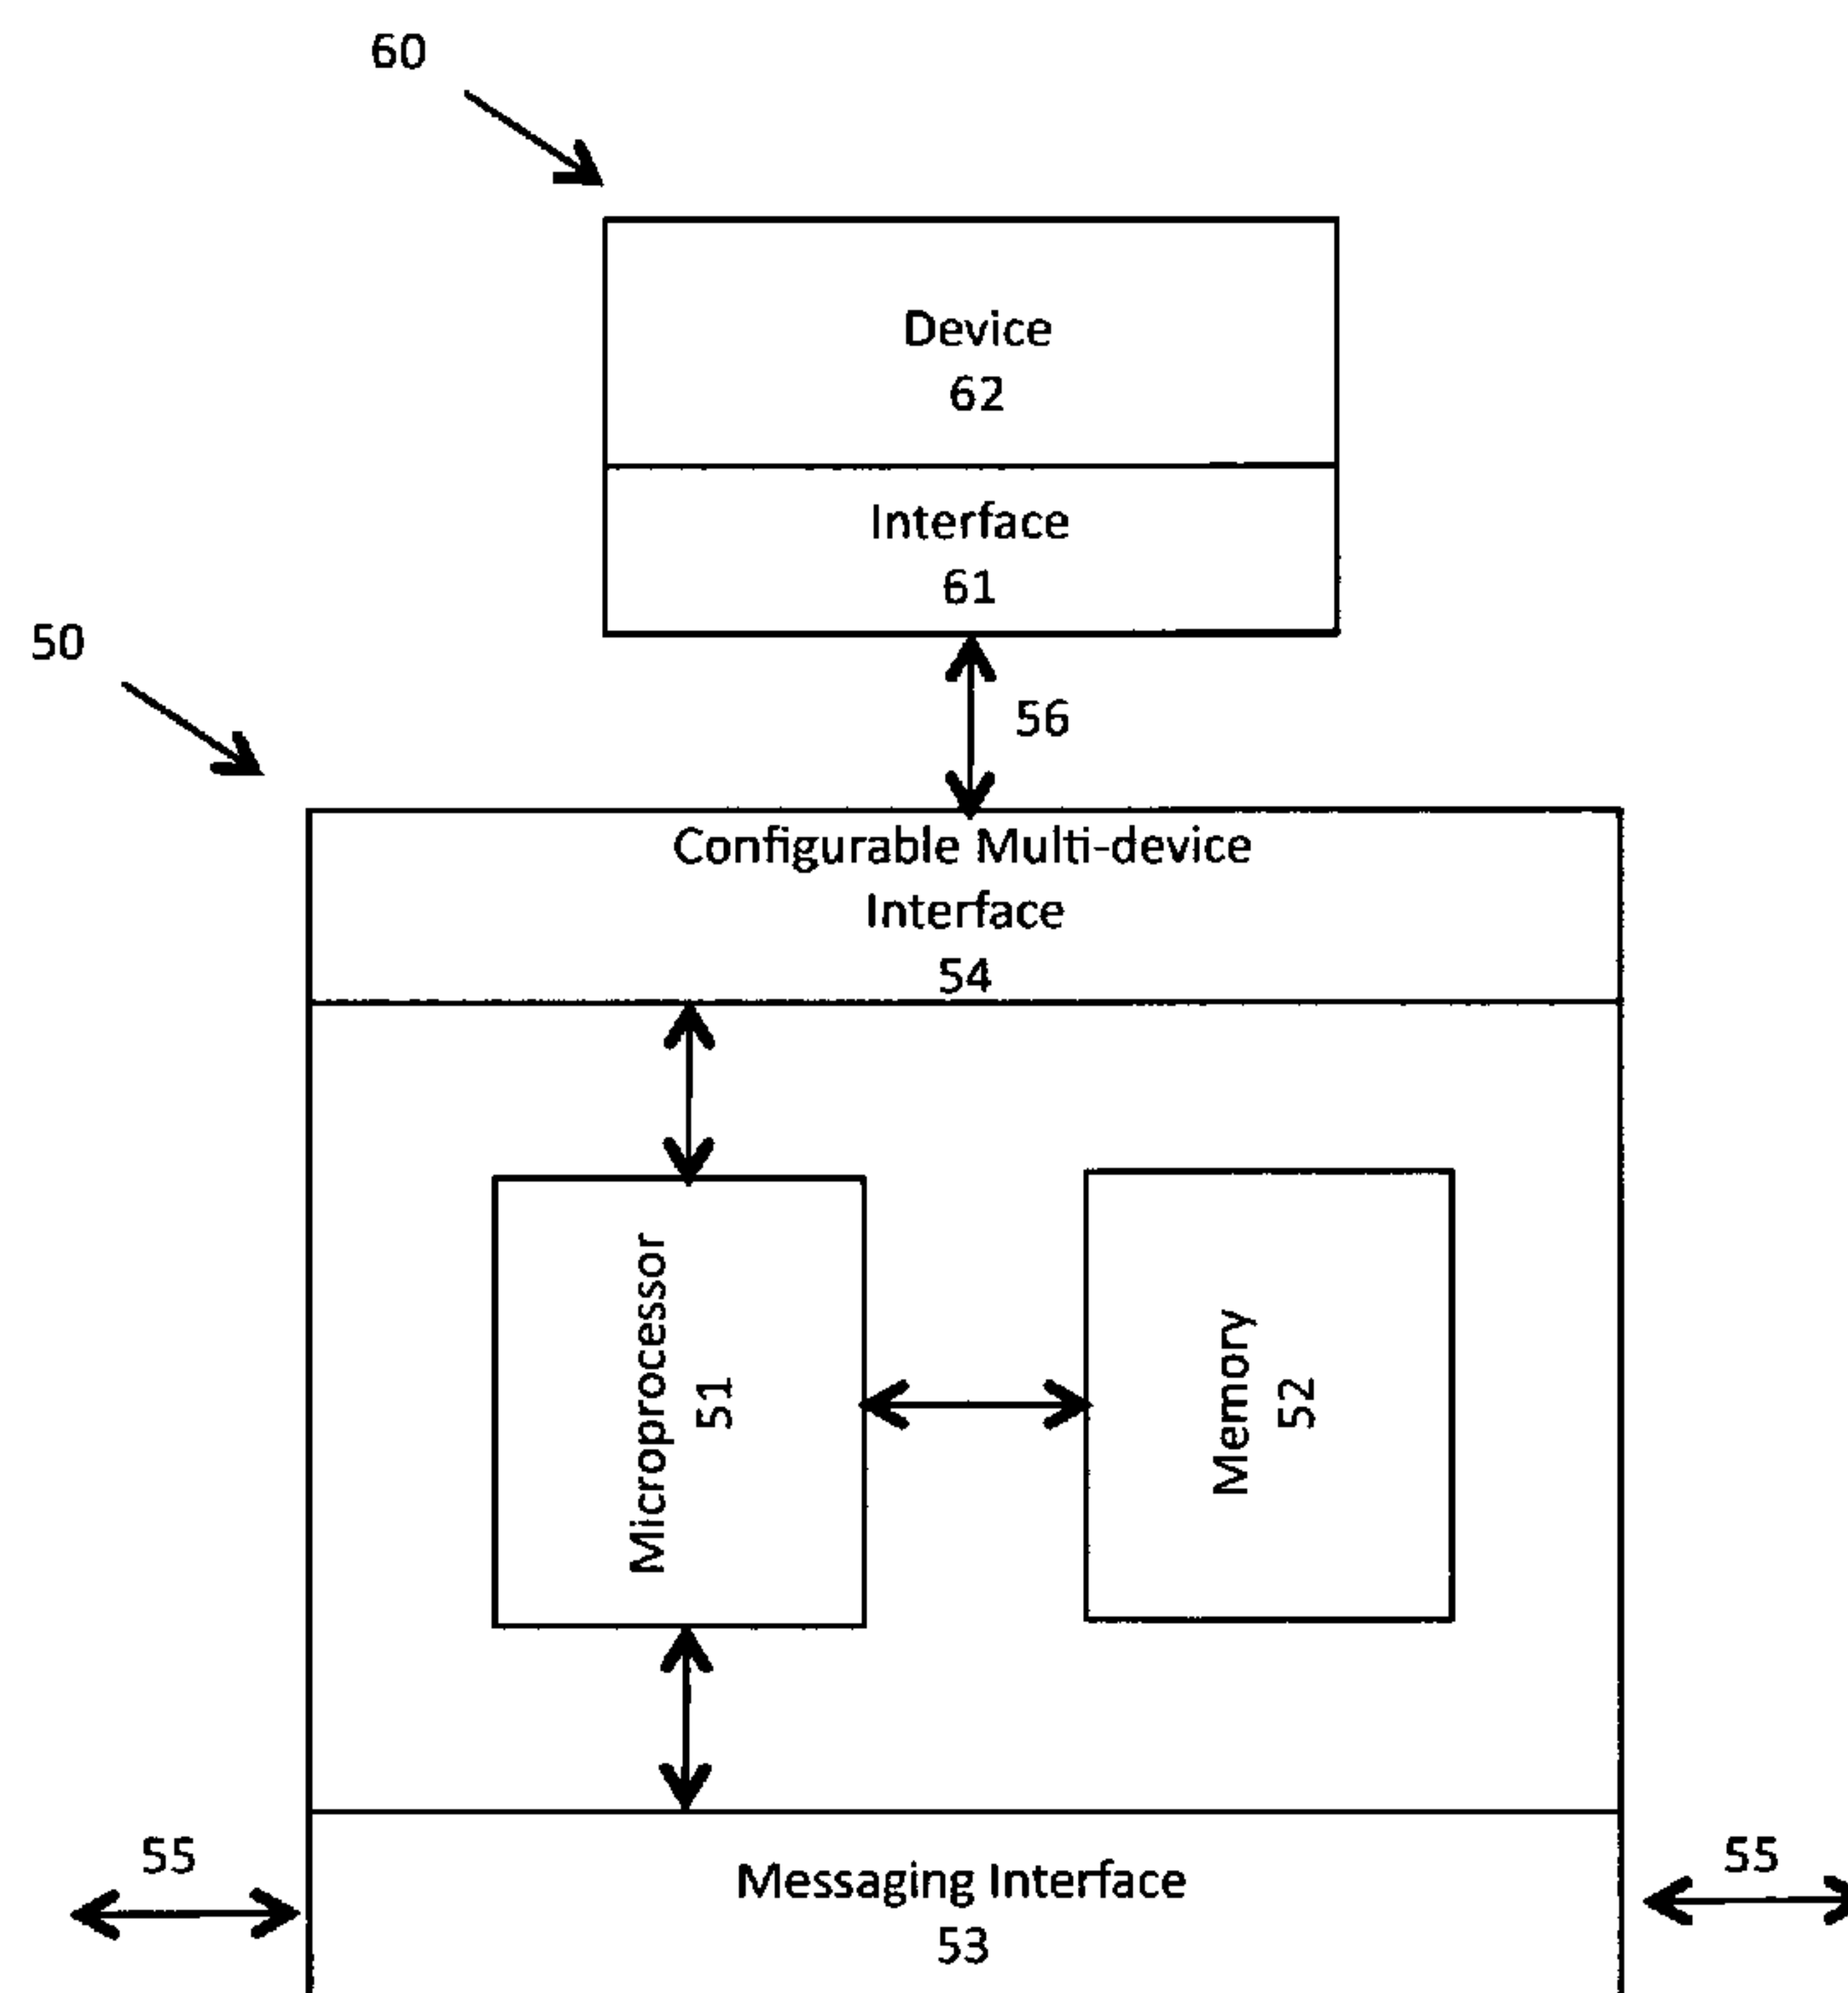 60
Device
62
Interface
61
50
56
Configurable Multi-device
Interface
54
Microprocessor
51
Memory
52
55
55
Messaging Interface
53